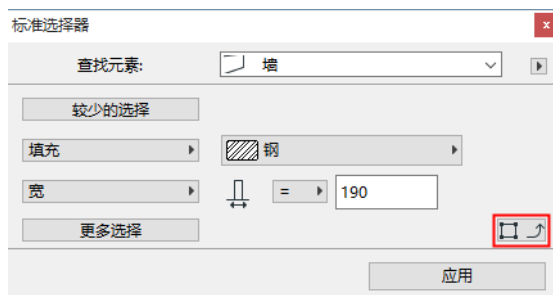 标准选择器 x
查找元素: 墙
较少的选择
填充 钢
宽 = 190
更多选择
应用